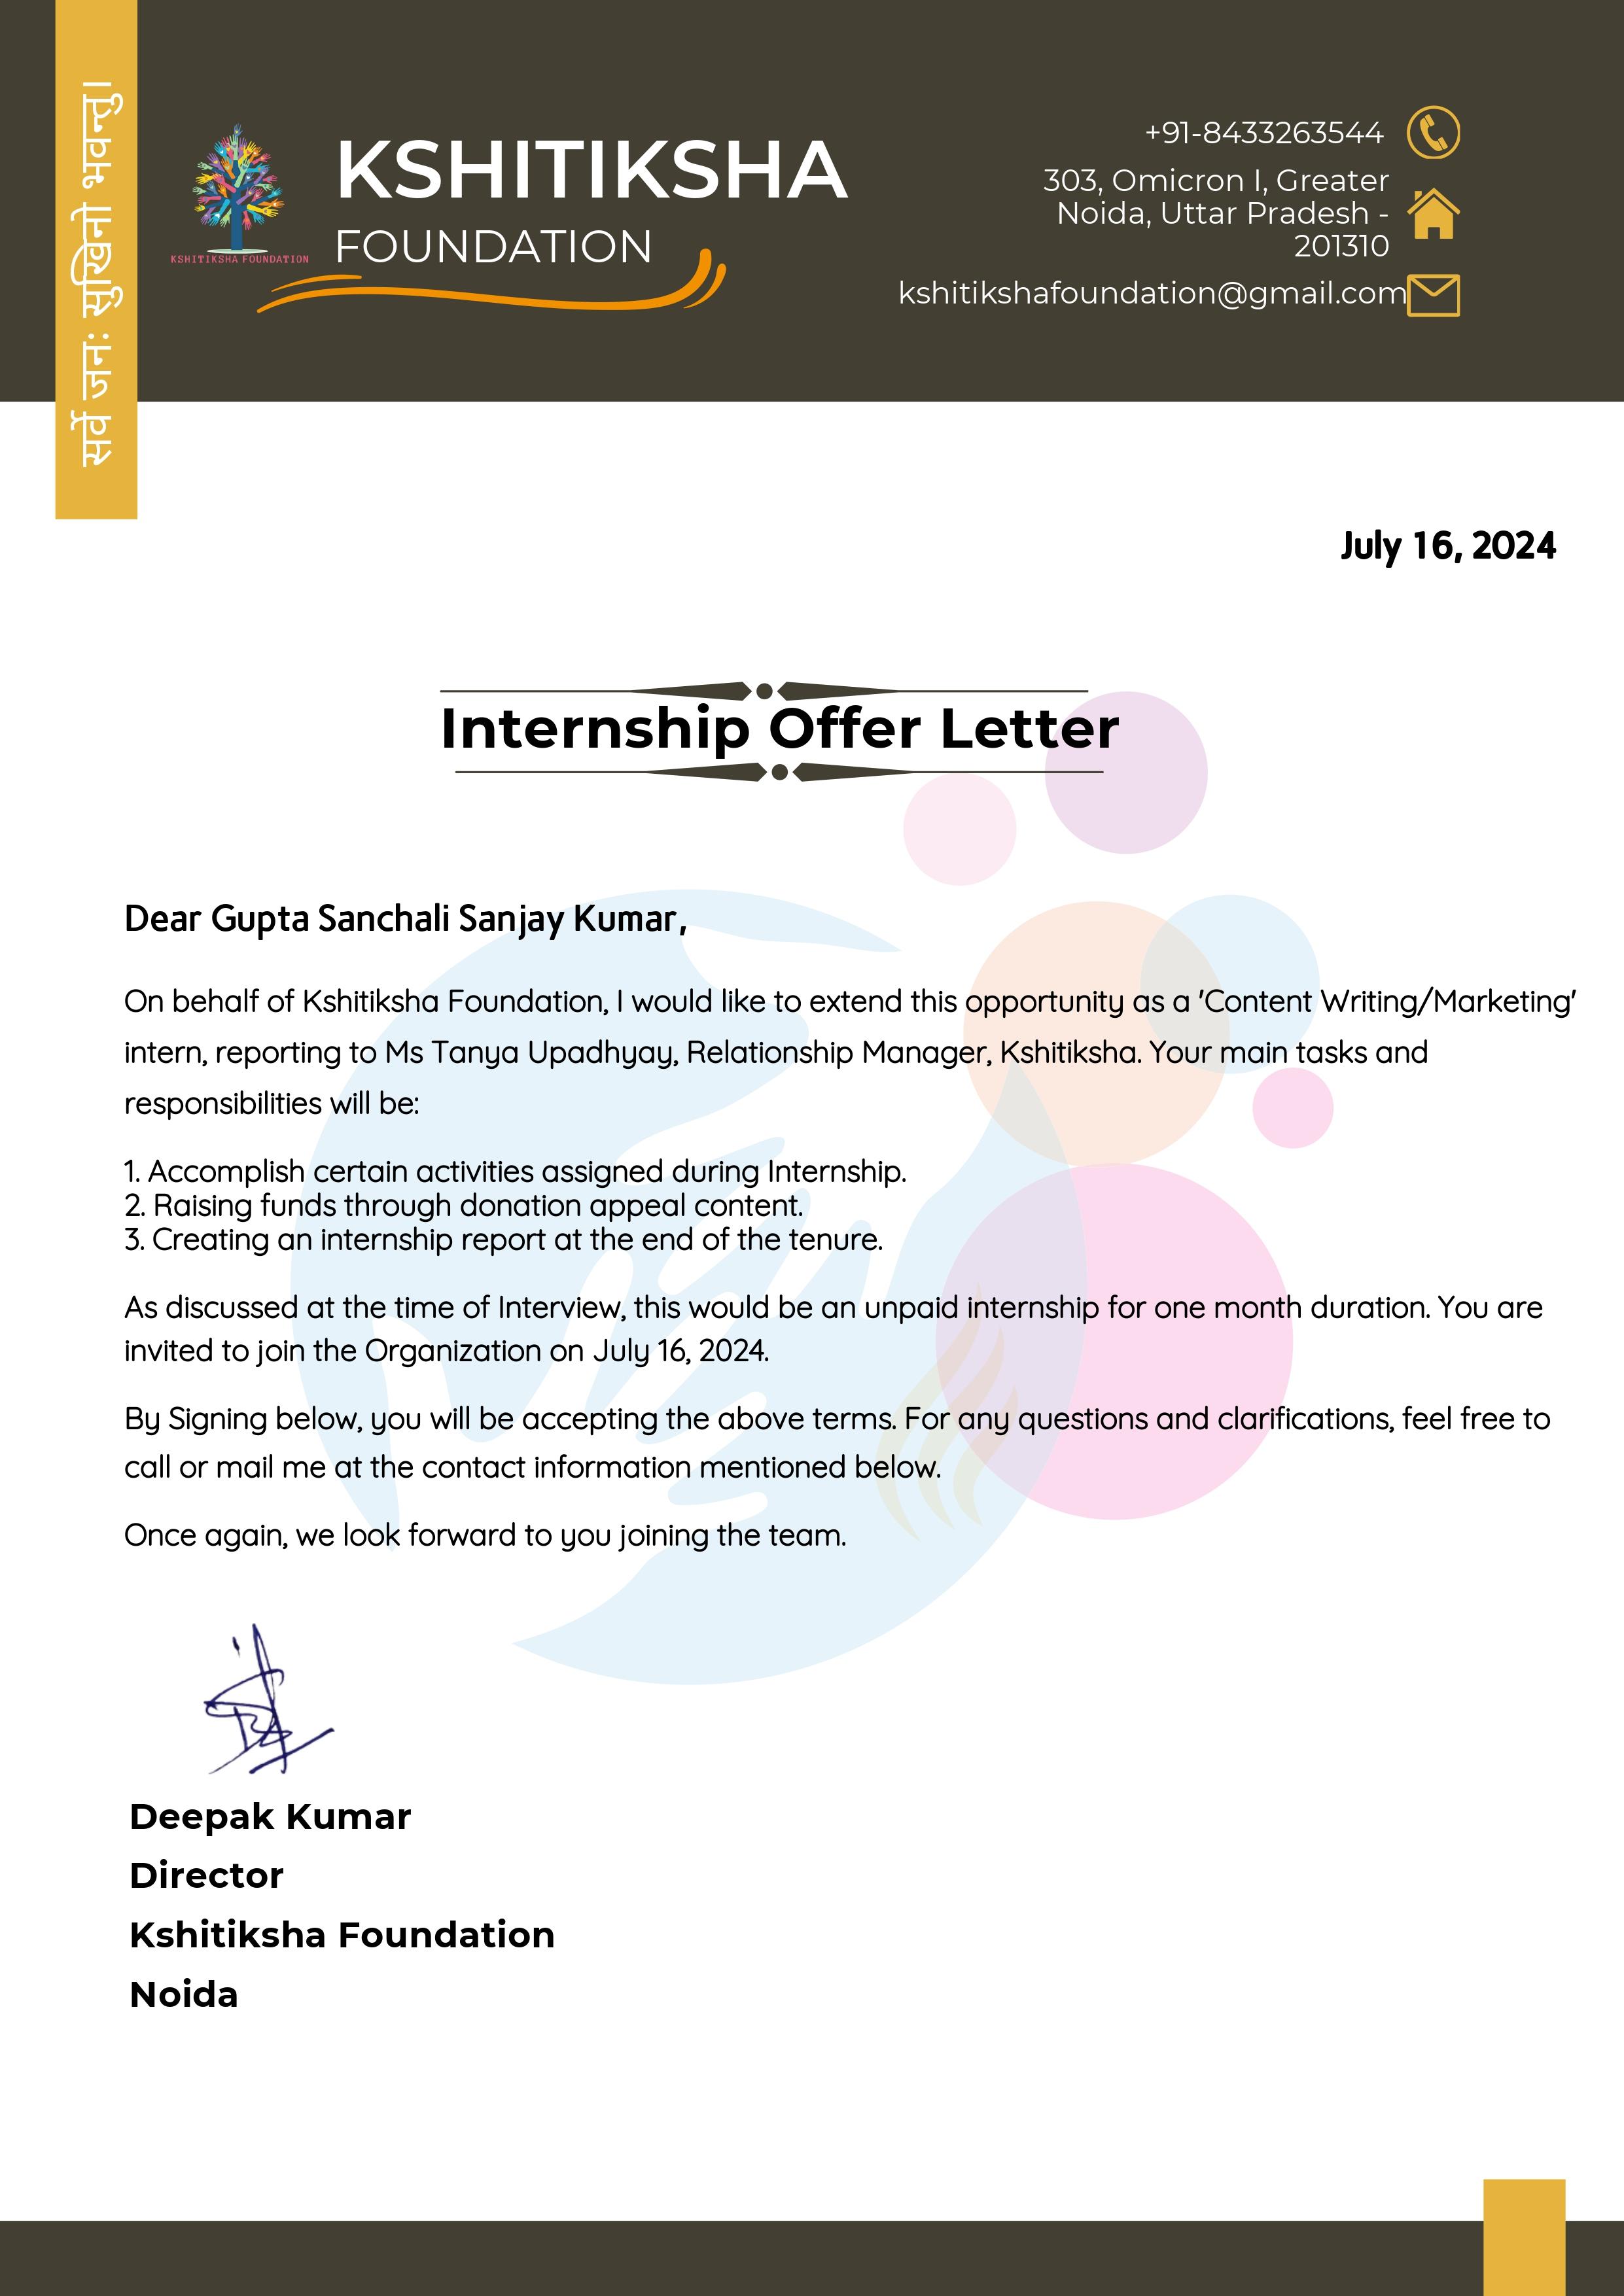 सर्वे जानः सुखिनो भवन्तु।
KSHITIKSHA FOUNDATION
KSHITIKSHA
FOUNDATION
+91-8433263544
303, Omicron I, Greater
Noida, Uttar Pradesh -
201310
kshitikshafoundation@gmail.com
July 16, 2024
Internship Offer Letter
Dear Gupta Sanchali Sanjay Kumar,
On behalf of Kshitiksha Foundation, I would like to extend this opportunity as a 'Content Writing/Marketing'
intern, reporting to Ms Tanya Upadhyay, Relationship Manager, Kshitiksha. Your main tasks and
responsibilities will be:
1. Accomplish certain activities assigned during Internship.
2. Raising funds through donation appeal content.
3. Creating an internship report at the end of the tenure.
As discussed at the time of Interview, this would be an unpaid internship for one month duration. You are
invited to join the Organization on July 16, 2024.
By Signing below, you will be accepting the above terms. For any questions and clarifications, feel free to
call or mail me at the contact information mentioned below.
Once again, we look forward to you joining the team.
Deepak Kumar
Director
Kshitiksha Foundation
Noida